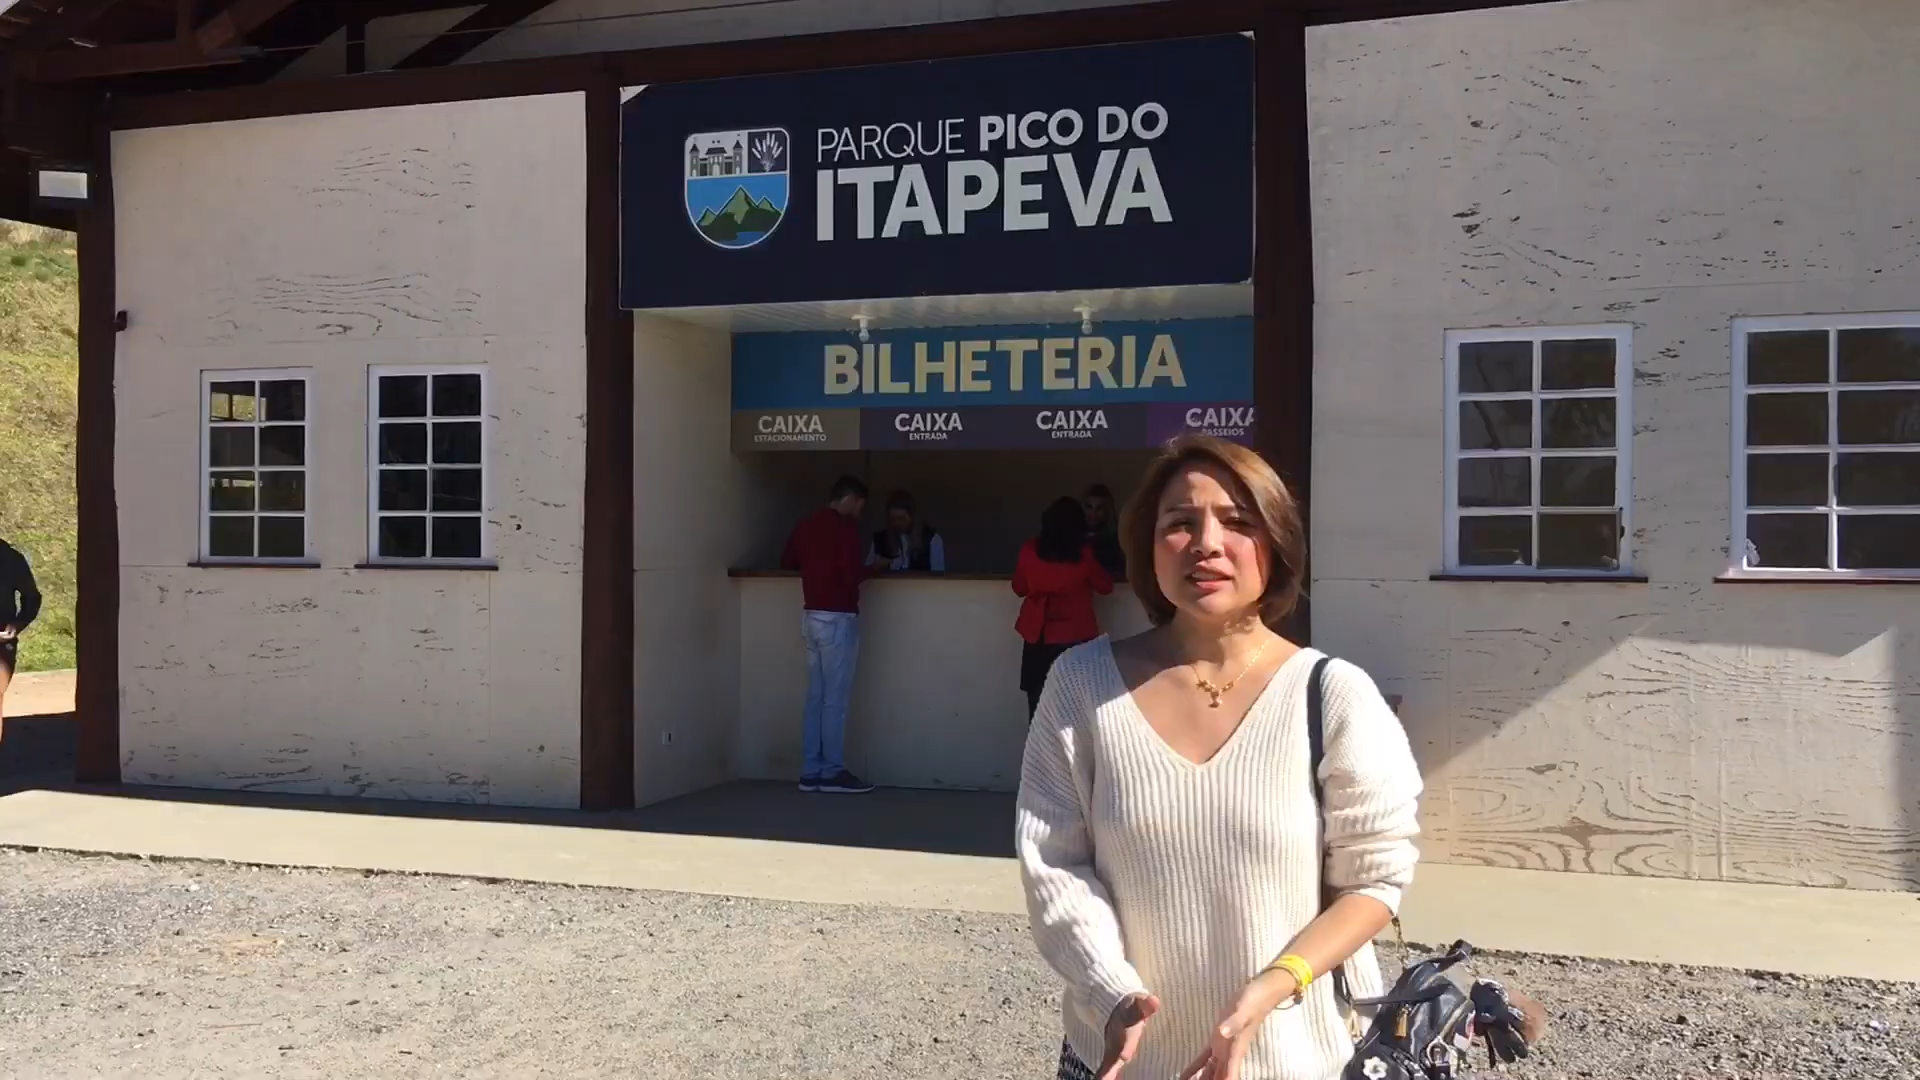 PARQUE PICO DO
ITAPEVA
BILHETERIA
CAIXA
ESTACIONAMENTO
CAIXA
ENTRADA
CAIXA
ENTRADA
CAIXA
PASSEIOS